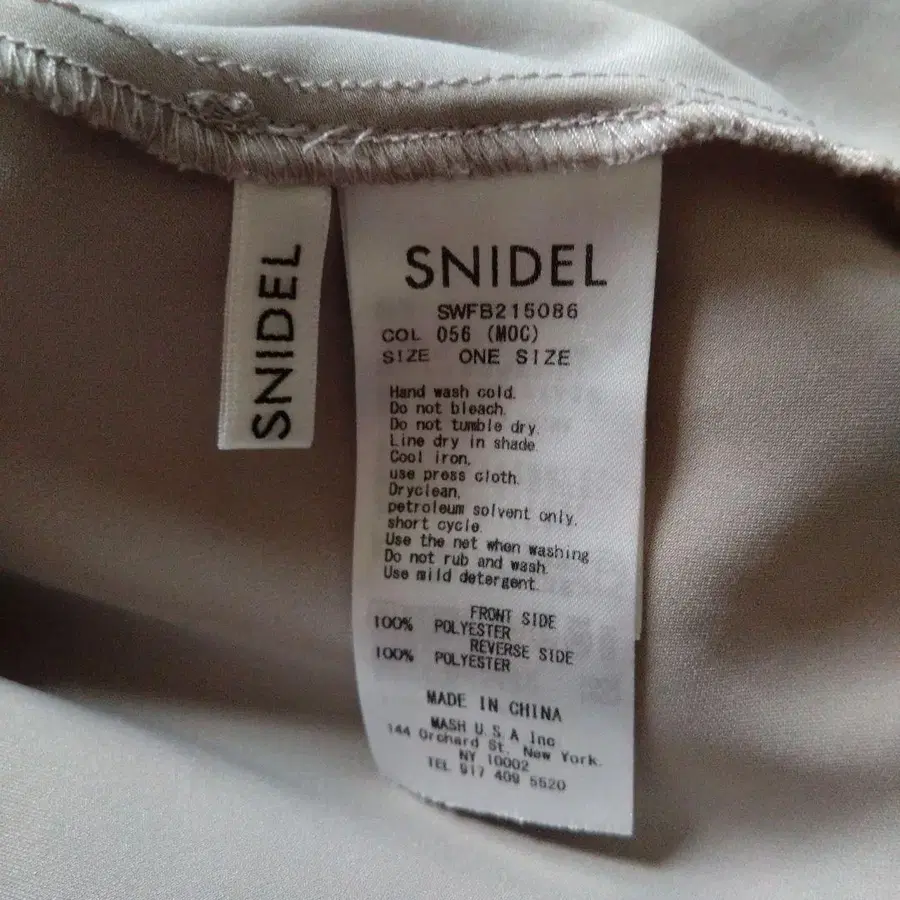 SNIDEL
SNIDEL
SWFB215086
COL 056 (MOC)
SIZE ONE SIZE
Hand wash cold.
Do not bleach.
Do not tumble dry.
Line dry in shade.
Cool iron,
use press cloth.
Dryclean,
petroleum solvent only.
short cycle.
Use the net when washing
Do not rub and wash.
Use mild detergent.
FRONT SIDE
100% POLYESTER
REVERSE SIDE
100% POLYESTER
MADE IN CHINA
MASH U.S.A Inc
144 Orchard St. New York.
NY 10002
TEL 917 409 5520